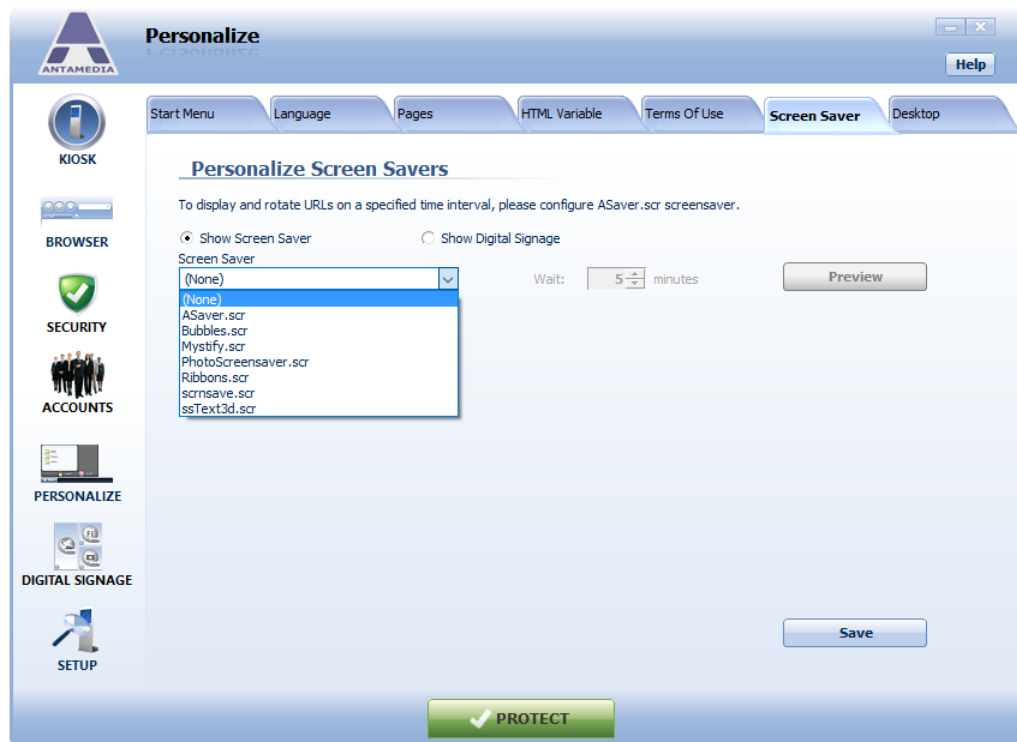 Personalize
ANTAMEDIA
Help
Start Menu
Language
Pages
HTML Variable
Terms Of Use
Screen Saver
Desktop
KIOSK
BROWSER
SECURITY
ACCOUNTS
PERSONALIZE
DIGITAL SIGNAGE
SETUP
Personalize Screen Savers
To display and rotate URLs on a specified time interval, please configure ASaver.scr screensaver.
Show Screen Saver
Show Digital Signage
Screen Saver
(None)
Wait:
5
minutes
Preview
(None)
ASaver.scr
Bubbles.scr
Mystify.scr
PhotoScreensaver.scr
Ribbons.scr
scrnsave.scr
ssText3d.scr
Save
PROTECT